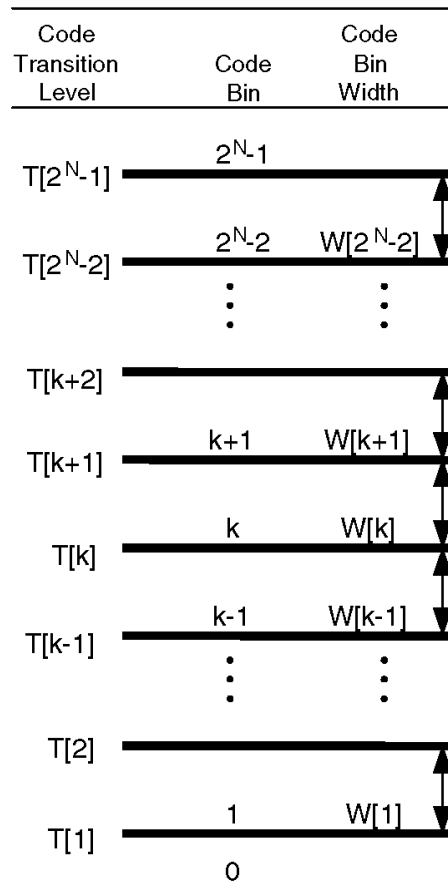 Code Transition Level
Code Bin
Code Bin Width
2^N-1
T[2^N-1]
2^N-2 W[2^N-2]
T[2^N-2]
T[k+2]
k+1 W[k+1]
T[k+1]
k W[k]
T[k]
k-1 W[k-1]
T[k-1]
T[2]
1 W[1]
T[1]
0